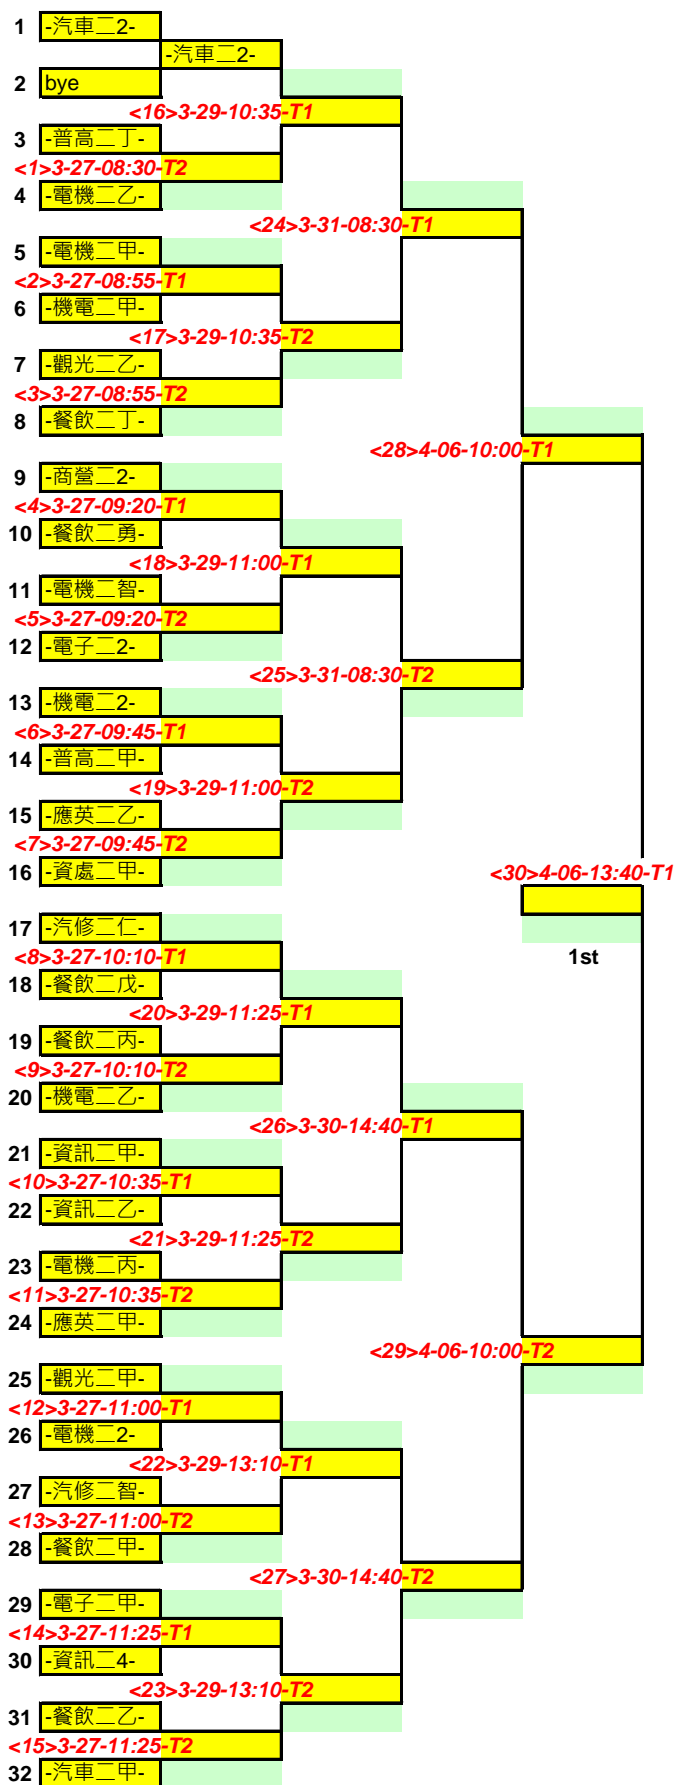 1 -汽車二2-
-汽車二2-
2 bye
<16>3-29-10:35-T1
3 -普高二丁-
<1>3-27-08:30-T2
4 -電機二乙-
<24>3-31-08:30-T1
5 -電機二甲-
<2>3-27-08:55-T1
6 -機電二甲-
<17>3-29-10:35-T2
7 -觀光二乙-
<3>3-27-08:55-T2
8 -餐飲二丁-
<28>4-06-10:00-T1
9 -商營二2-
<4>3-27-09:20-T1
10 -餐飲二勇-
<18>3-29-11:00-T1
11 -電機二智-
<5>3-27-09:20-T2
12 -電子二2-
<25>3-31-08:30-T2
13 -機電二2-
<6>3-27-09:45-T1
14 -普高二甲-
<19>3-29-11:00-T2
15 -應英二乙-
<7>3-27-09:45-T2
16 -資處二甲-
<30>4-06-13:40-T1
17 -汽修二仁-
<8>3-27-10:10-T1
1st
18 -餐飲二戊-
<20>3-29-11:25-T1
19 -餐飲二丙-
<9>3-27-10:10-T2
20 -機電二乙-
<26>3-30-14:40-T1
21 -資訊二甲-
<10>3-27-10:35-T1
22 -資訊二乙-
<21>3-29-11:25-T2
23 -電機二丙-
<11>3-27-10:35-T2
24 -應英二甲-
<29>4-06-10:00-T2
25 -觀光二甲-
<12>3-27-11:00-T1
26 -電機二2-
<22>3-29-13:10-T1
27 -汽修二智-
<13>3-27-11:00-T2
28 -餐飲二甲-
<27>3-30-14:40-T2
29 -電子二甲-
<14>3-27-11:25-T1
30 -資訊二4-
<23>3-29-13:10-T2
31 -餐飲二乙-
<15>3-27-11:25-T2
32 -汽車二甲-